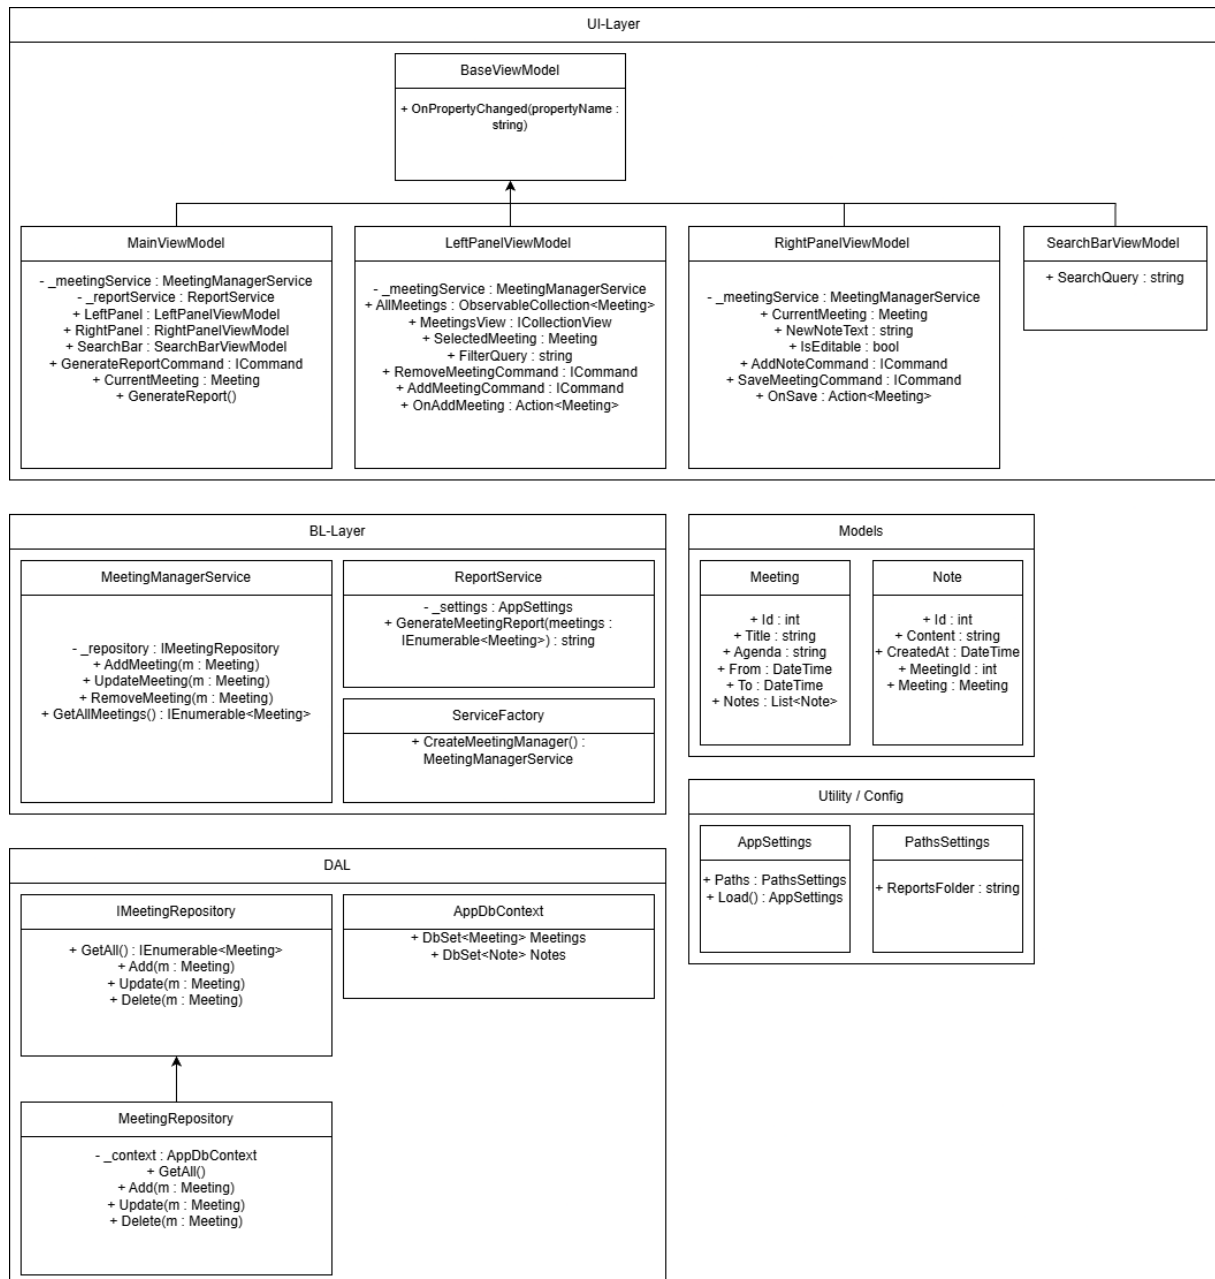 UI-Layer
BaseViewModel
+ OnPropertyChanged(propertyName :
string)
MainViewModel
- _meetingService : MeetingManagerService
- _reportService : ReportService
+ LeftPanel : LeftPanelViewModel
+ RightPanel : RightPanelViewModel
+ SearchBar : SearchBarViewModel
+ GenerateReportCommand : ICommand
+ CurrentMeeting : Meeting
+ GenerateReport()
LeftPanelViewModel
- _meetingService : MeetingManagerService
+ AllMeetings : ObservableCollection<Meeting>
+ MeetingsView : ICollectionView
+ SelectedMeeting : Meeting
+ FilterQuery : string
+ RemoveMeetingCommand : ICommand
+ AddMeetingCommand : ICommand
+ OnAddMeeting : Action<Meeting>
RightPanelViewModel
- _meetingService : MeetingManagerService
+ CurrentMeeting : Meeting
+ NewNoteText : string
+ IsEditable : bool
+ AddNoteCommand : ICommand
+ SaveMeetingCommand : ICommand
+ OnSave : Action<Meeting>
SearchBarViewModel
+ SearchQuery : string
BL-Layer
MeetingManagerService
- _repository : IMeetingRepository
+ AddMeeting(m : Meeting)
+ UpdateMeeting(m : Meeting)
+ RemoveMeeting(m : Meeting)
+ GetAllMeetings() : IEnumerable<Meeting>
ReportService
- _settings : AppSettings
+ GenerateMeetingReport(meetings :
IEnumerable<Meeting>) : string
ServiceFactory
+ CreateMeetingManager() :
MeetingManagerService
Models
Meeting
+ Id : int
+ Title : string
+ Agenda : string
+ From : DateTime
+ To : DateTime
+ Notes : List<Note>
Note
+ Id : int
+ Content : string
+ CreatedAt : DateTime
+ MeetingId : int
+ Meeting : Meeting
Utility / Config
AppSettings
+ Paths : PathsSettings
+ Load() : AppSettings
PathsSettings
+ ReportsFolder : string
DAL
IMeetingRepository
+ GetAll() : IEnumerable<Meeting>
+ Add(m : Meeting)
+ Update(m : Meeting)
+ Delete(m : Meeting)
AppDbContext
+ DbSet<Meeting> Meetings
+ DbSet<Note> Notes
MeetingRepository
- _context : AppDbContext
+ GetAll()
+ Add(m : Meeting)
+ Update(m : Meeting)
+ Delete(m : Meeting)